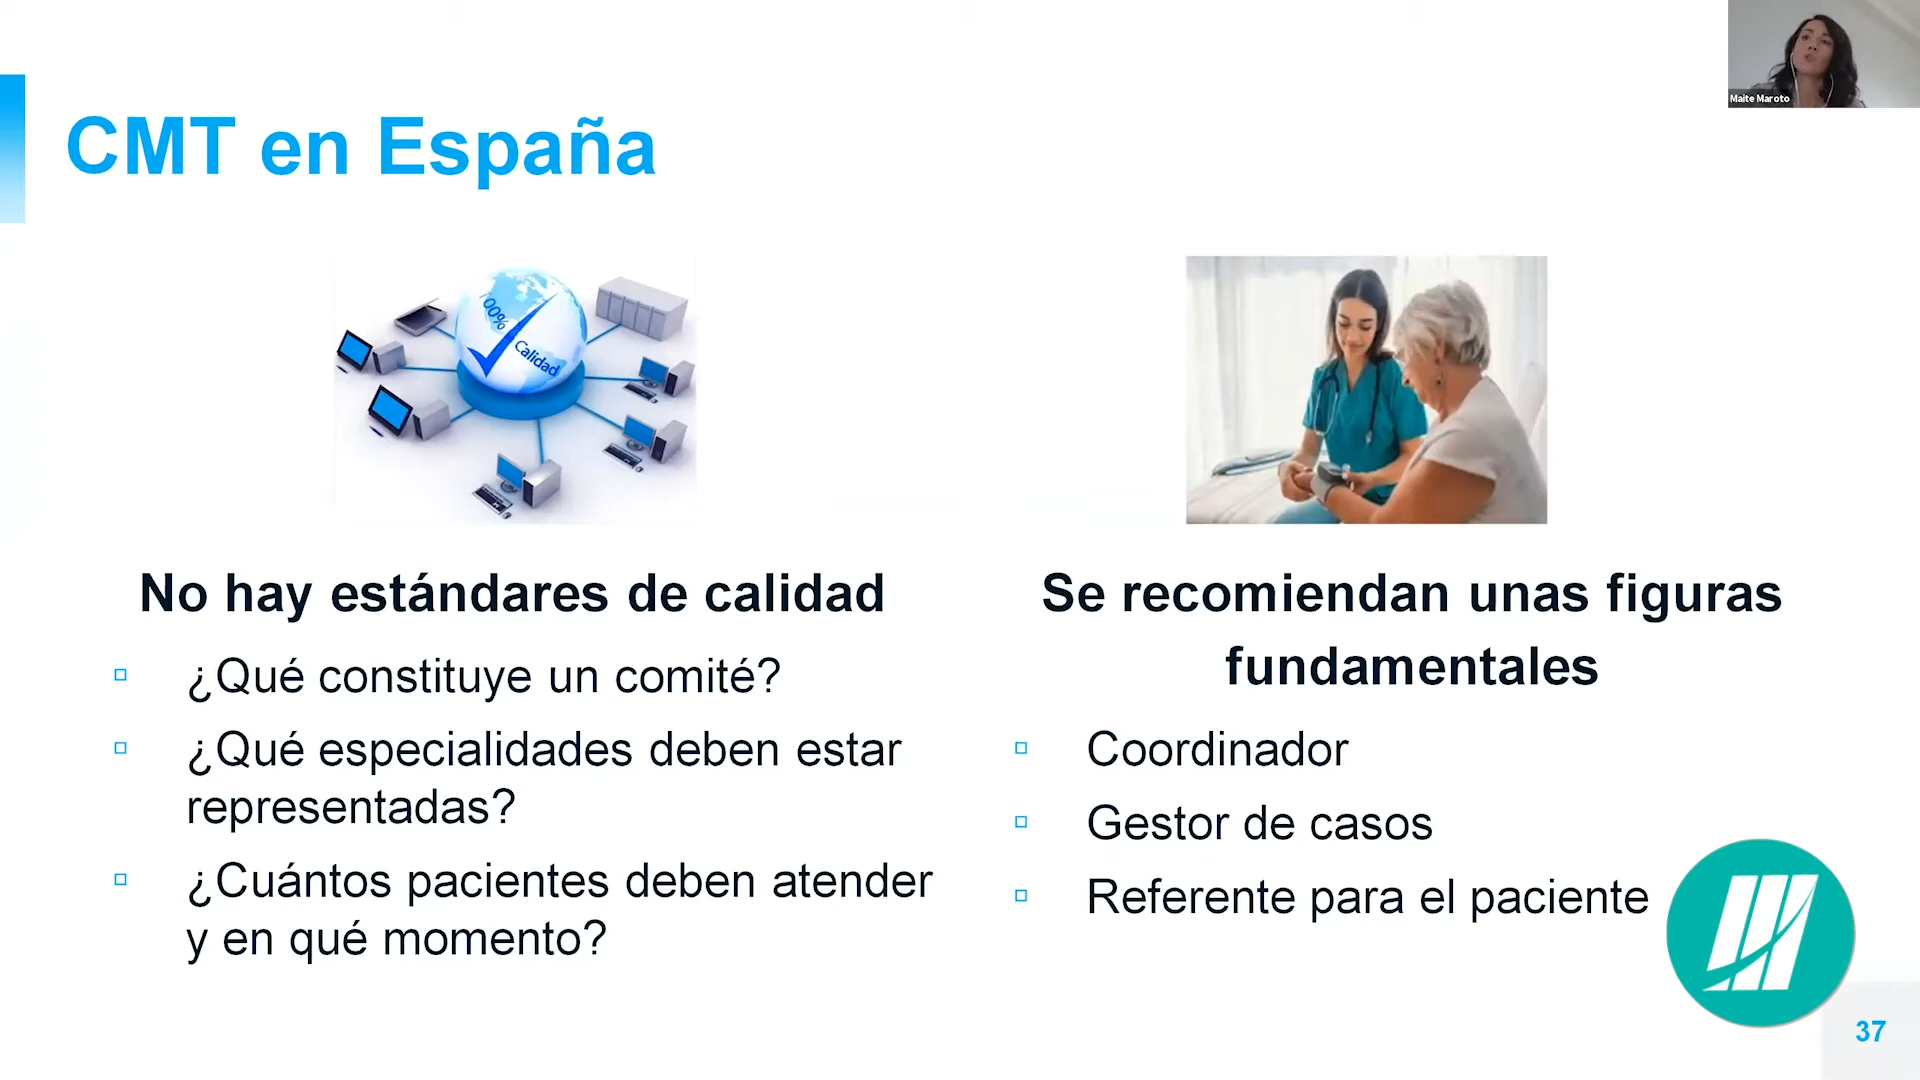 Maite Maroto
CMT en España
100%
Calidad
No hay estándares de calidad
¿Qué constituye un comité?
¿Qué especialidades deben estar
representadas?
¿Cuántos pacientes deben atender
y en qué momento?
Se recomiendan unas figuras
fundamentales
Coordinador
Gestor de casos
Referente para el paciente
37